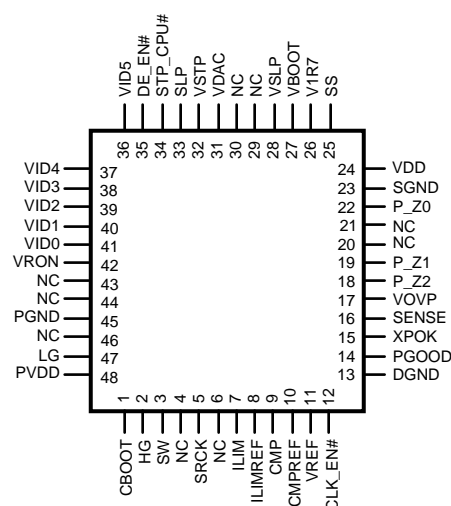 VID5
DE_EN#
STP_CPU#
SLP
VSTP
VDAC
NC
NC
VSLP
VBOOT
V1R7
SS
36
35
34
33
32
31
30
29
28
27
26
25
VID4 37
VID3 38
VID2 39
VID1 40
VID0 41
VRON 42
NC 43
NC 44
PGND 45
NC 46
LG 47
PVDD 48
24 VDD
23 SGND
22 P_Z0
21 NC
20 NC
19 P_Z1
18 P_Z2
17 VOVP
16 SENSE
15 XPOK
14 PGOOD
13 DGND
1
2
3
4
5
6
7
8
9
10
11
12
CBOOT
HG
SW
NC
SRCK
NC
ILIM
ILIMREF
CMP
CMPREF
VREF
CLK_EN#